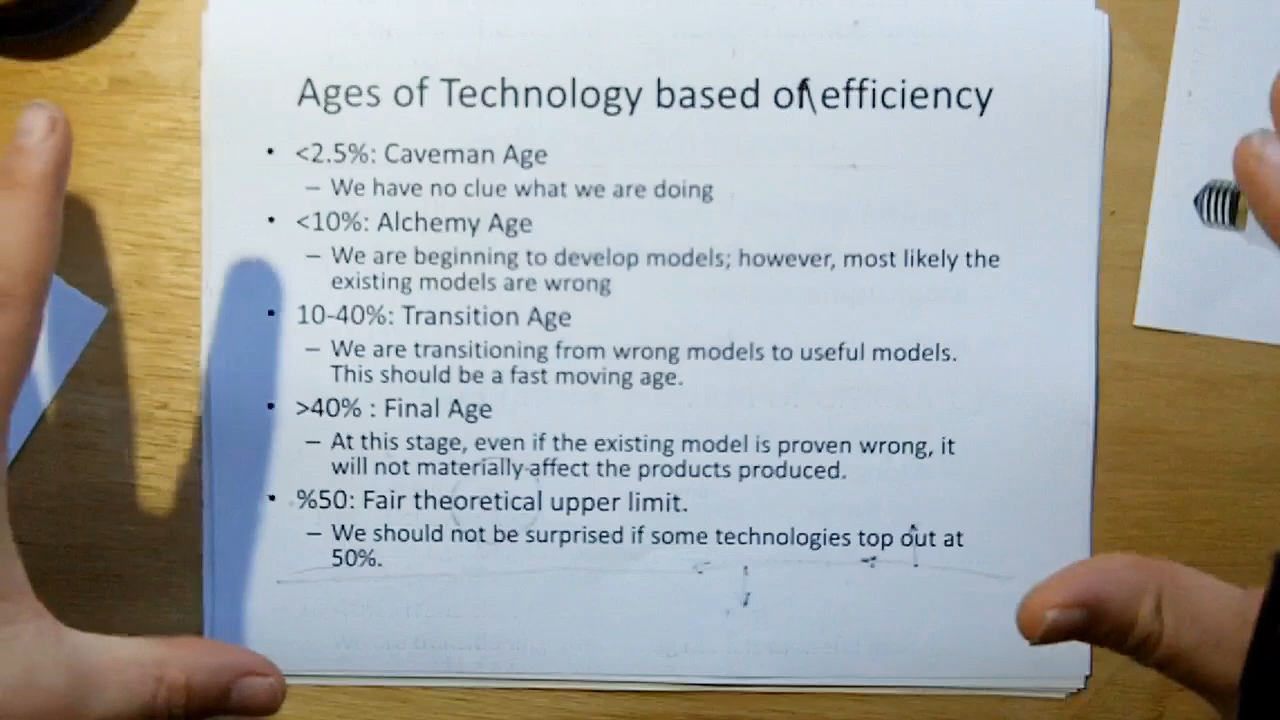 Ages of Technology based on efficiency
• <2.5%: Caveman Age
– We have no clue what we are doing
• <10%: Alchemy Age
– We are beginning to develop models; however, most likely the
existing models are wrong
• 10-40%: Transition Age
– We are transitioning from wrong models to useful models.
This should be a fast moving age.
• >40% : Final Age
– At this stage, even if the existing model is proven wrong, it
will not materially affect the products produced.
• %50: Fair theoretical upper limit.
– We should not be surprised if some technologies top out at
50%.